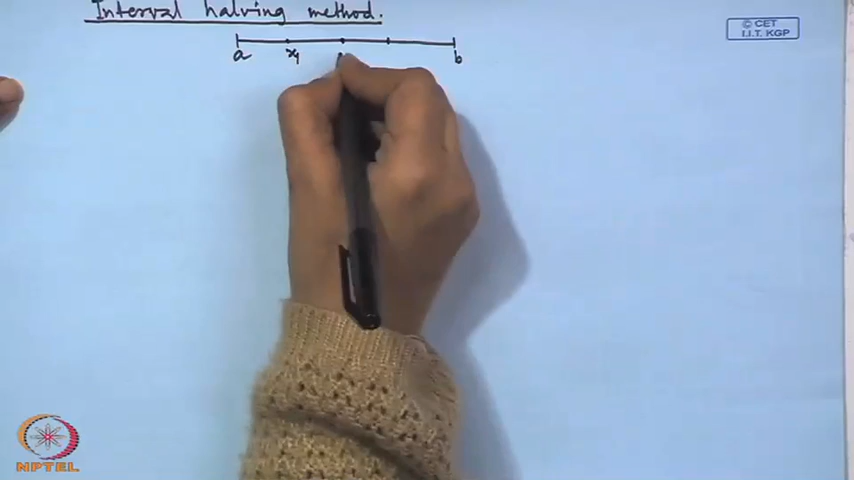 Interval halving method.
© CET
I.I.T. KGP
a x1 b
NPTEL